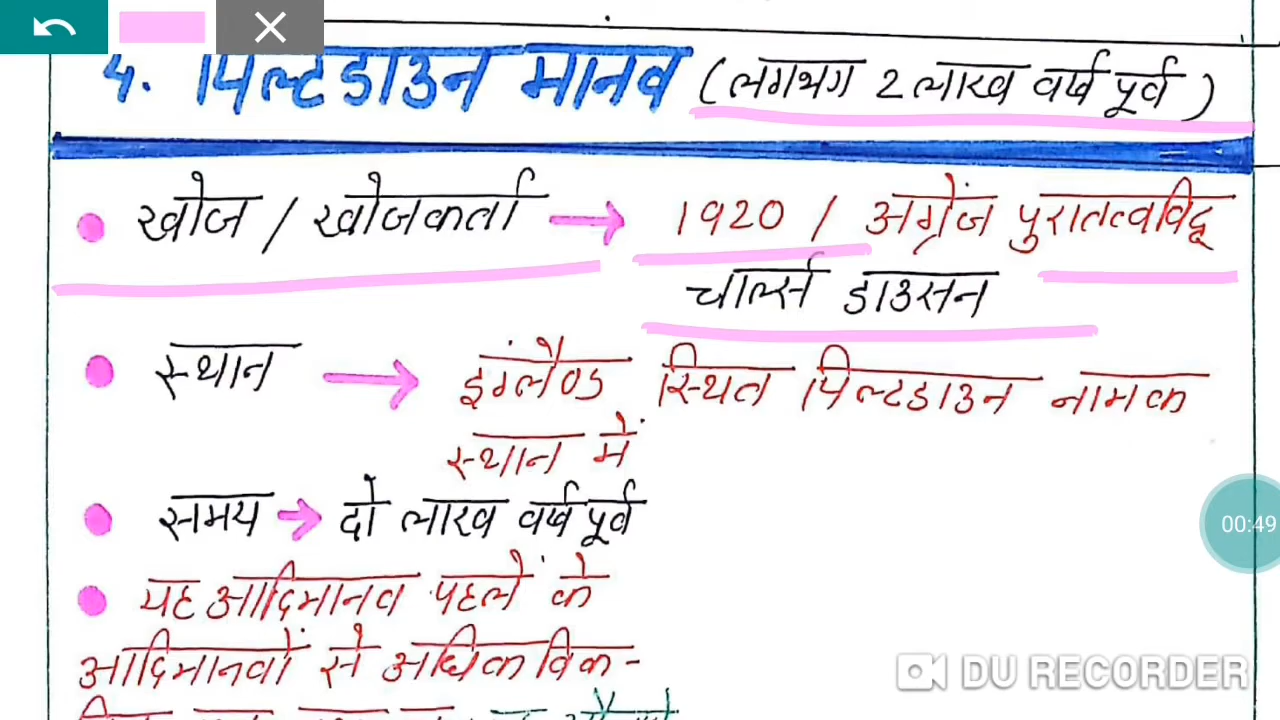 4. पिल्टडाउन मानव (लगभग 2 लाख वर्ष पूर्व)
खोज / खोजकर्ता → 1920 / अंग्रेज पुरातत्वविद्
चार्ल्स डाउसन
स्थान → इंग्लैण्ड स्थित पिल्टडाउन नामक
स्थान में
समय → दो लाख वर्ष पूर्व
00:49
यह आदिमानव पहले के
आदिमानवों से अधिक विक-
DU RECORDER